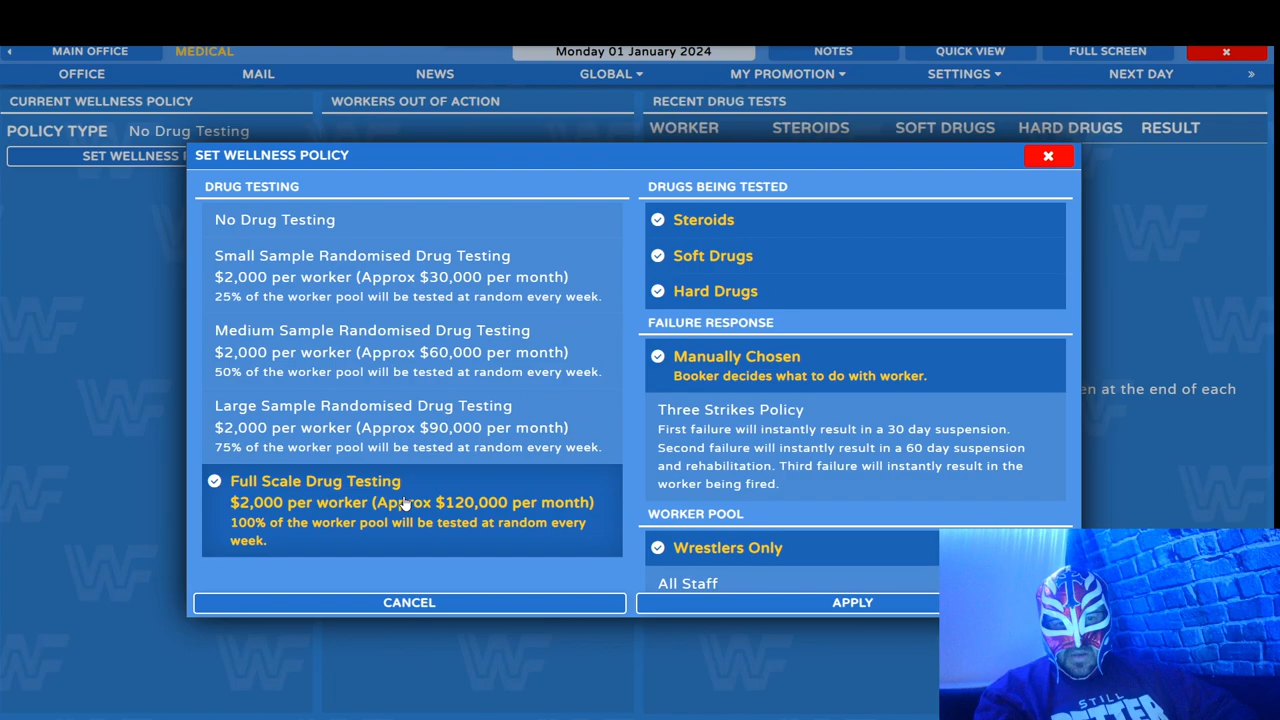 MAIN OFFICE
MEDICAL
Monday 01 January 2024
NOTES
QUICK VIEW
FULL SCREEN
OFFICE
MAIL
NEWS
GLOBAL
MY PROMOTION
SETTINGS
NEXT DAY
CURRENT WELLNESS POLICY
WORKERS OUT OF ACTION
RECENT DRUG TESTS
POLICY TYPE No Drug Testing
WORKER STEROIDS SOFT DRUGS HARD DRUGS RESULT
SET WELLNESS
SET WELLNESS POLICY
DRUG TESTING
No Drug Testing
Small Sample Randomised Drug Testing
$2,000 per worker (Approx $30,000 per month)
25% of the worker pool will be tested at random every week.
Medium Sample Randomised Drug Testing
$2,000 per worker (Approx $60,000 per month)
50% of the worker pool will be tested at random every week.
Large Sample Randomised Drug Testing
$2,000 per worker (Approx $90,000 per month)
75% of the worker pool will be tested at random every week.
Full Scale Drug Testing
$2,000 per worker (Approx $120,000 per month)
100% of the worker pool will be tested at random every
week.
CANCEL
DRUGS BEING TESTED
Steroids
Soft Drugs
Hard Drugs
FAILURE RESPONSE
Manually Chosen
Booker decides what to do with worker.
Three Strikes Policy
First failure will instantly result in a 30 day suspension.
Second failure will instantly result in a 60 day suspension
and rehabilitation. Third failure will instantly result in the
worker being fired.
WORKER POOL
Wrestlers Only
All Staff
APPLY
at the end of each
STILL